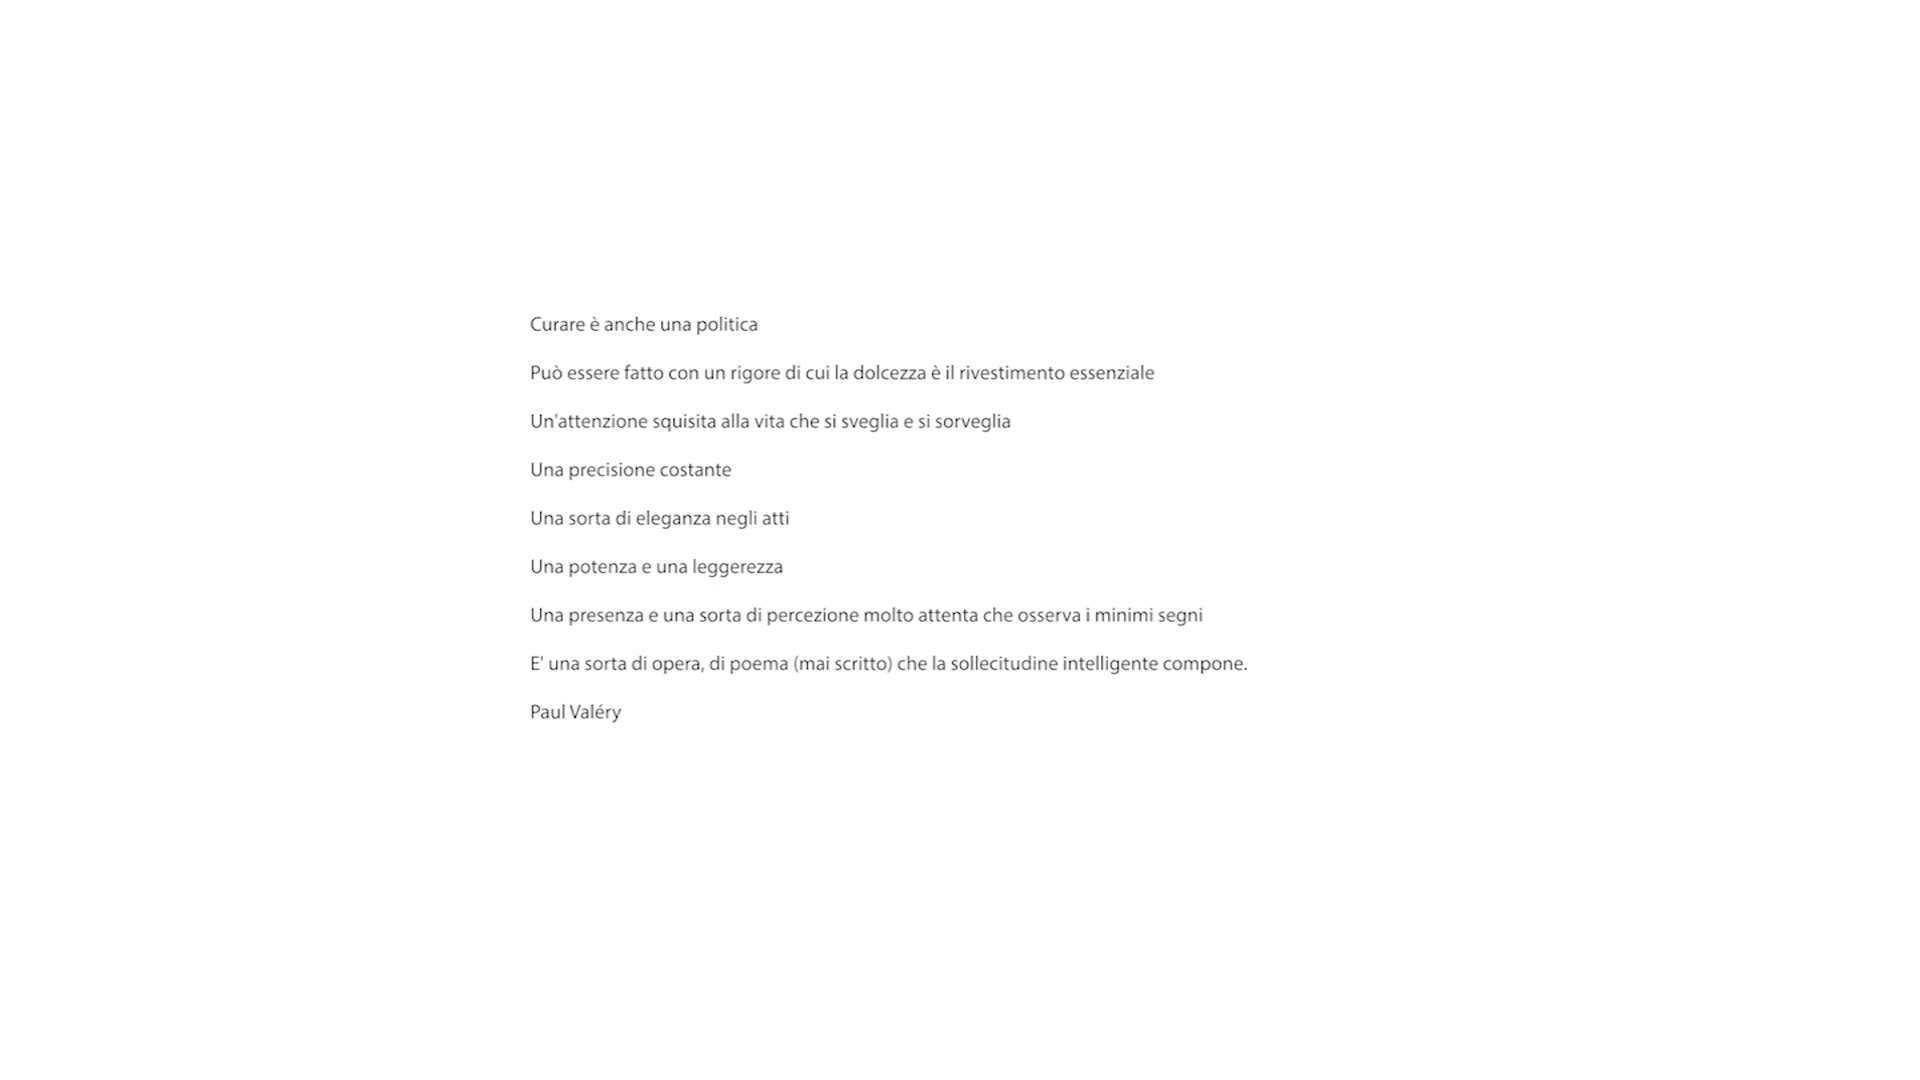 Curare è anche una politica
Può essere fatto con un rigore di cui la dolcezza è il rivestimento essenziale
Un'attenzione squisita alla vita che si sveglia e si sorveglia
Una precisione costante
Una sorta di eleganza negli atti
Una potenza e una leggerezza
Una presenza e una sorta di percezione molto attenta che osserva i minimi segni
E' una sorta di opera, di poema (mai scritto) che la sollecitudine intelligente compone.
Paul Valéry